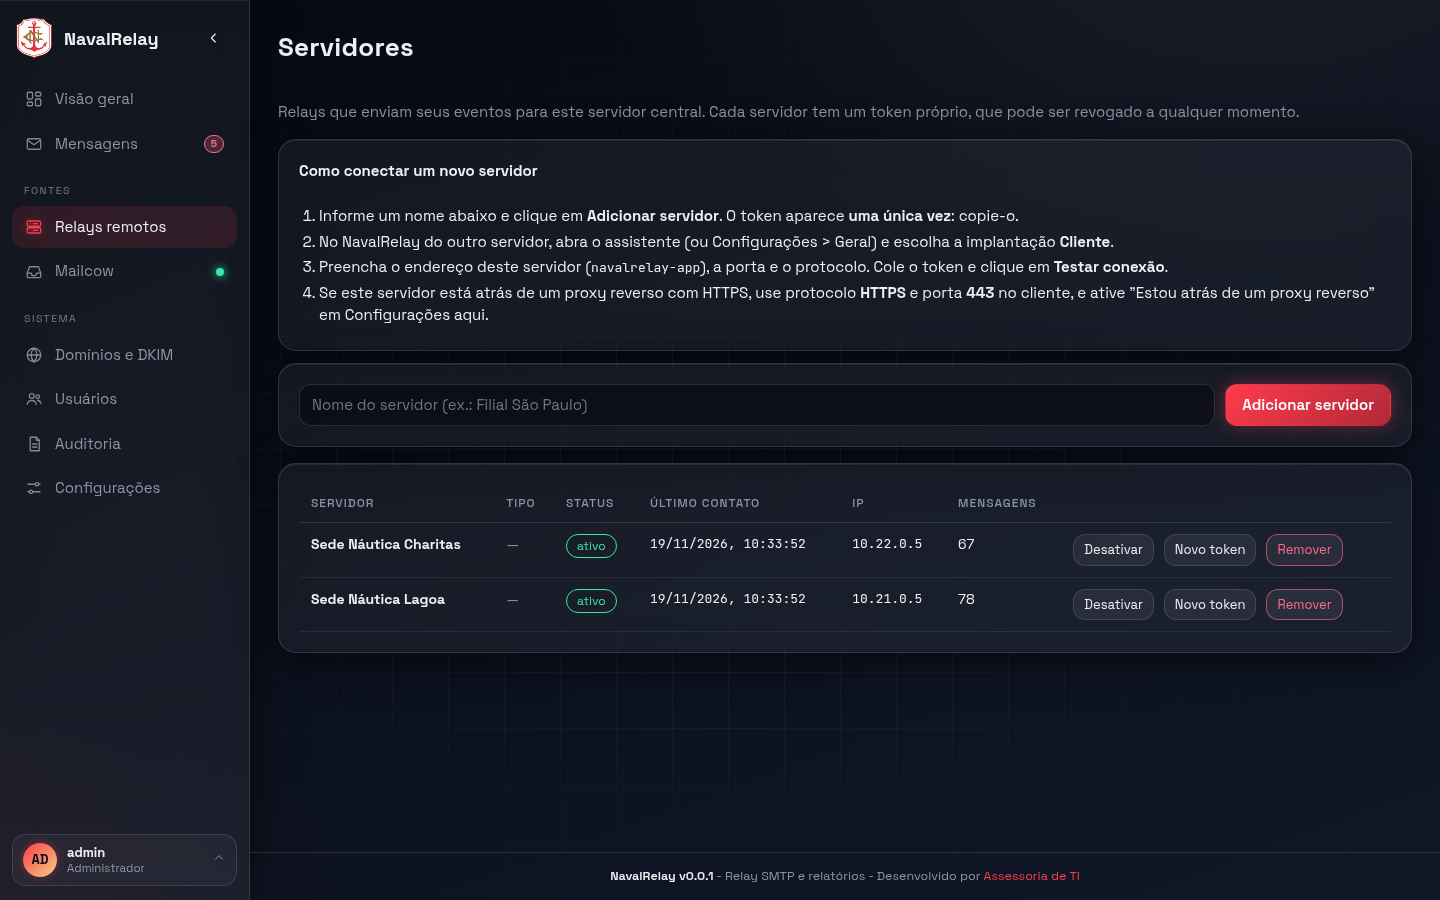 NavalRelay
Visão geral
Mensagens 5
FONTES
Relays remotos
Mailcow
SISTEMA
Domínios e DKIM
Usuários
Auditoria
Configurações
AD
admin
Administrador
Servidores
Relays que enviam seus eventos para este servidor central. Cada servidor tem um token próprio, que pode ser revogado a qualquer momento.
Como conectar um novo servidor
1. Informe um nome abaixo e clique em Adicionar servidor. O token aparece uma única vez: copie-o.
2. No NavalRelay do outro servidor, abra o assistente (ou Configurações > Geral) e escolha a implantação Cliente.
3. Preencha o endereço deste servidor (navalrelay-app), a porta e o protocolo. Cole o token e clique em Testar conexão.
4. Se este servidor está atrás de um proxy reverso com HTTPS, use protocolo HTTPS e porta 443 no cliente, e ative "Estou atrás de um proxy reverso"
em Configurações aqui.
Nome do servidor (ex.: Filial São Paulo) Adicionar servidor
SERVIDOR TIPO STATUS ÚLTIMO CONTATO IP MENSAGENS
Sede Náutica Charitas — ativo 19/11/2026, 10:33:52 10.22.0.5 67 Desativar Novo token Remover
Sede Náutica Lagoa — ativo 19/11/2026, 10:33:52 10.21.0.5 78 Desativar Novo token Remover
NavalRelay v0.0.1 - Relay SMTP e relatórios - Desenvolvido por Assessoria de TI